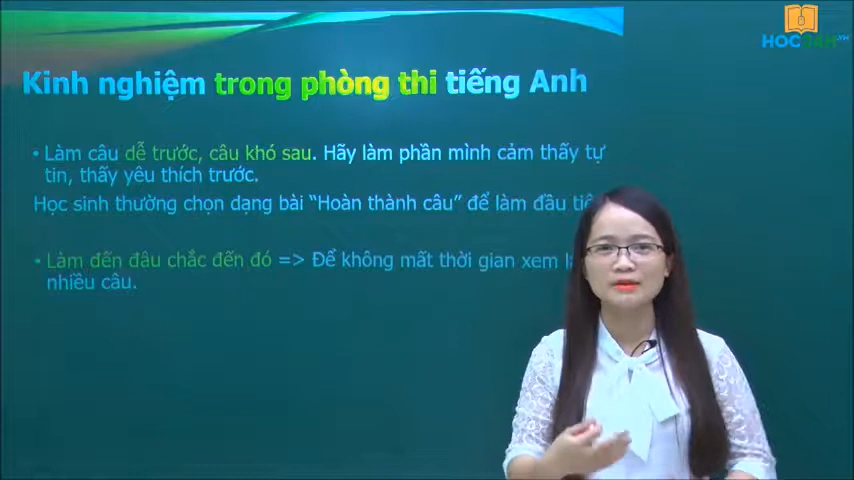 HOC24H.VN
Kinh nghiệm trong phòng thi tiếng Anh
• Làm câu dễ trước, câu khó sau. Hãy làm phần mình cảm thấy tự
tin, thấy yêu thích trước.
Học sinh thường chọn dạng bài “Hoàn thành câu” để làm đầu
• Làm đến đâu chắc đến đó => Để không mất thời gian xem
nhiều câu.